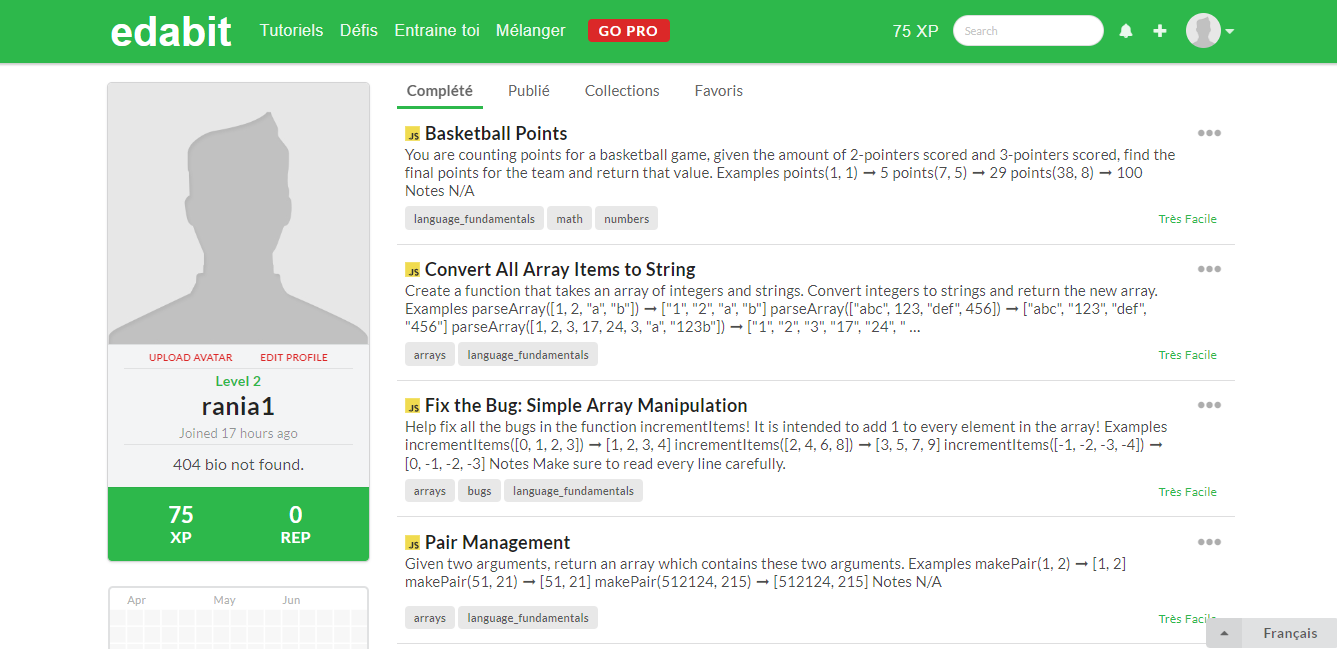 edabit Tutoriels Défis Entraine toi Mélanger GO PRO 75 XP Search
UPLOAD AVATAR EDIT PROFILE
Level 2
rania1
Joined 17 hours ago
404 bio not found.
75 0
XP REP
Apr May Jun
Complété Publié Collections Favoris
JS Basketball Points
You are counting points for a basketball game, given the amount of 2-pointers scored and 3-pointers scored, find the
final points for the team and return that value. Examples points(1, 1) ➞ 5 points(7, 5) ➞ 29 points(38, 8) ➞ 100
Notes N/A
language_fundamentals math numbers Très Facile
JS Convert All Array Items to String
Create a function that takes an array of integers and strings. Convert integers to strings and return the new array.
Examples parseArray([1, 2, "a", "b"]) ➞ ["1", "2", "a", "b"] parseArray(["abc", 123, "def", 456]) ➞ ["abc", "123", "def",
"456"] parseArray([1, 2, 3, 17, 24, 3, "a", "123b"]) ➞ ["1", "2", "3", "17", "24", " ...
arrays language_fundamentals Très Facile
JS Fix the Bug: Simple Array Manipulation
Help fix all the bugs in the function incrementItems! It is intended to add 1 to every element in the array! Examples
incrementItems([0, 1, 2, 3]) ➞ [1, 2, 3, 4] incrementItems([2, 4, 6, 8]) ➞ [3, 5, 7, 9] incrementItems([-1, -2, -3, -4]) ➞
[0, -1, -2, -3] Notes Make sure to read every line carefully.
arrays bugs language_fundamentals Très Facile
JS Pair Management
Given two arguments, return an array which contains these two arguments. Examples makePair(1, 2) ➞ [1, 2]
makePair(51, 21) ➞ [51, 21] makePair(512124, 215) ➞ [512124, 215] Notes N/A
arrays language_fundamentals Très Facile
Français